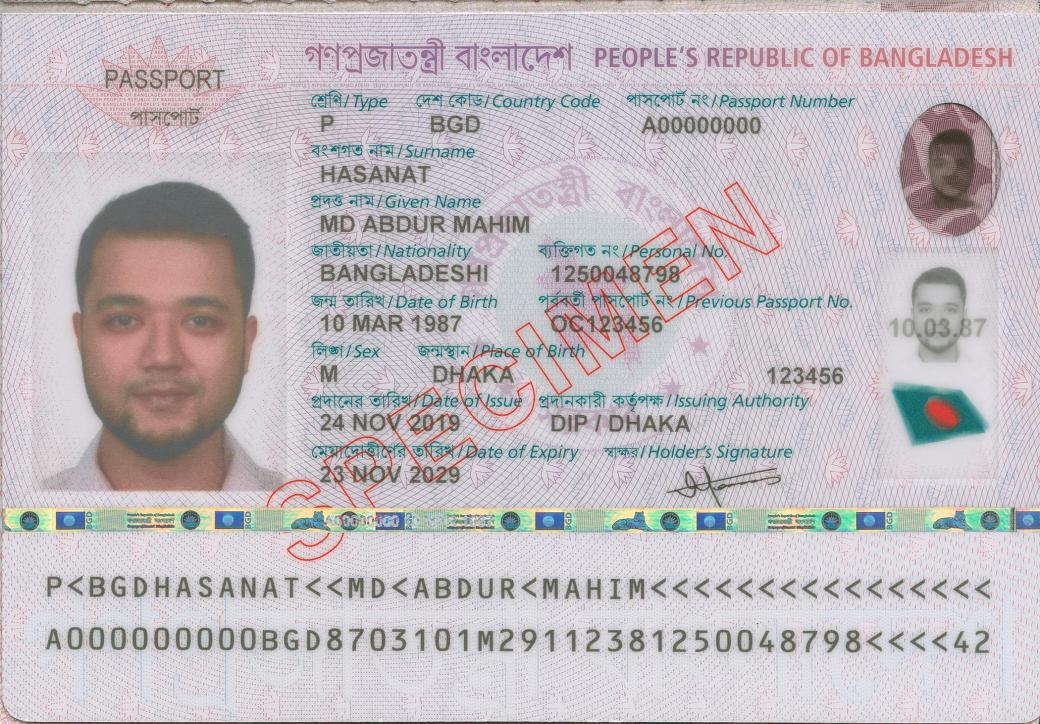 PASSPORT
পাসপোর্ট
গণপ্রজাতন্ত্রী বাংলাদেশ PEOPLE'S REPUBLIC OF BANGLADESH
শ্রেণি/Type দেশ কোড/Country Code পাসপোর্ট নং/Passport Number
P BGD A00000000
বংশগত নাম/Surname
HASANAT
প্রদত্ত নাম/Given Name
MD ABDUR MAHIM
জাতীয়তা/Nationality ব্যক্তিগত নং/Personal No.
BANGLADESHI 1250048798
জন্ম তারিখ/Date of Birth পূর্ববর্তী পাসপোর্ট নং/Previous Passport No.
10 MAR 1987 OC123456
10.03.87
লিঙ্গ/Sex জন্মস্থান/Place of Birth
M DHAKA 123456
প্রদানের তারিখ/Date of Issue প্রদানকারী কর্তৃপক্ষ/Issuing Authority
24 NOV 2019 DIP / DHAKA
মেয়াদোত্তীর্ণের তারিখ/Date of Expiry স্বাক্ষর/Holder's Signature
23 NOV 2029
SPECIMEN
P<BGDHASANAT<<MD<ABDUR<MAHIM<<<<<<<<<<<<<<<<
A000000000BGD8703101M29112381250048798<<<<42